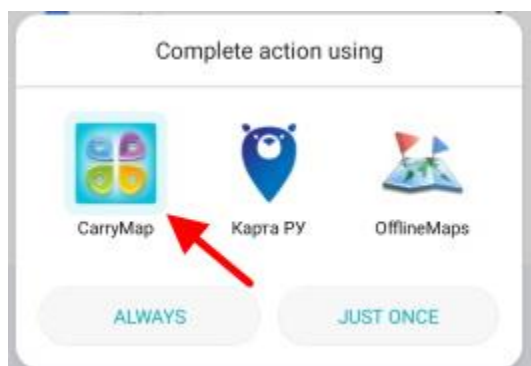 Complete action using
CarryMap
Карта РУ
OfflineMaps
ALWAYS
JUST ONCE